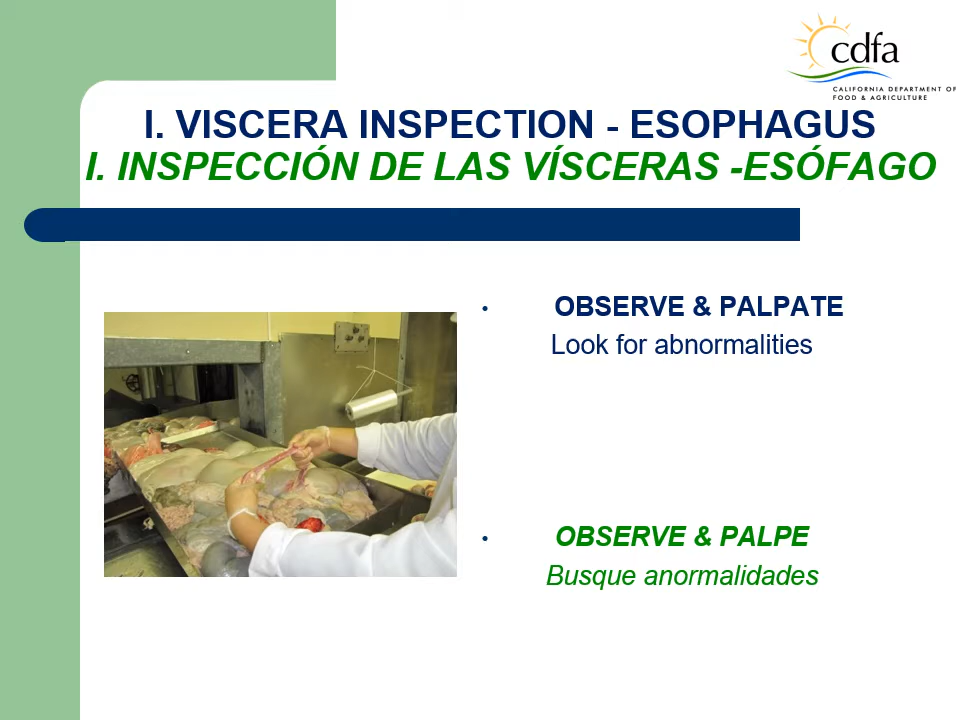 cdfa
CALIFORNIA DEPARTMENT OF
FOOD & AGRICULTURE
I. VISCERA INSPECTION - ESOPHAGUS
I. INSPECCIÓN DE LAS VÍSCERAS -ESÓFAGO
• OBSERVE & PALPATE
Look for abnormalities
• OBSERVE & PALPE
Busque anormalidades